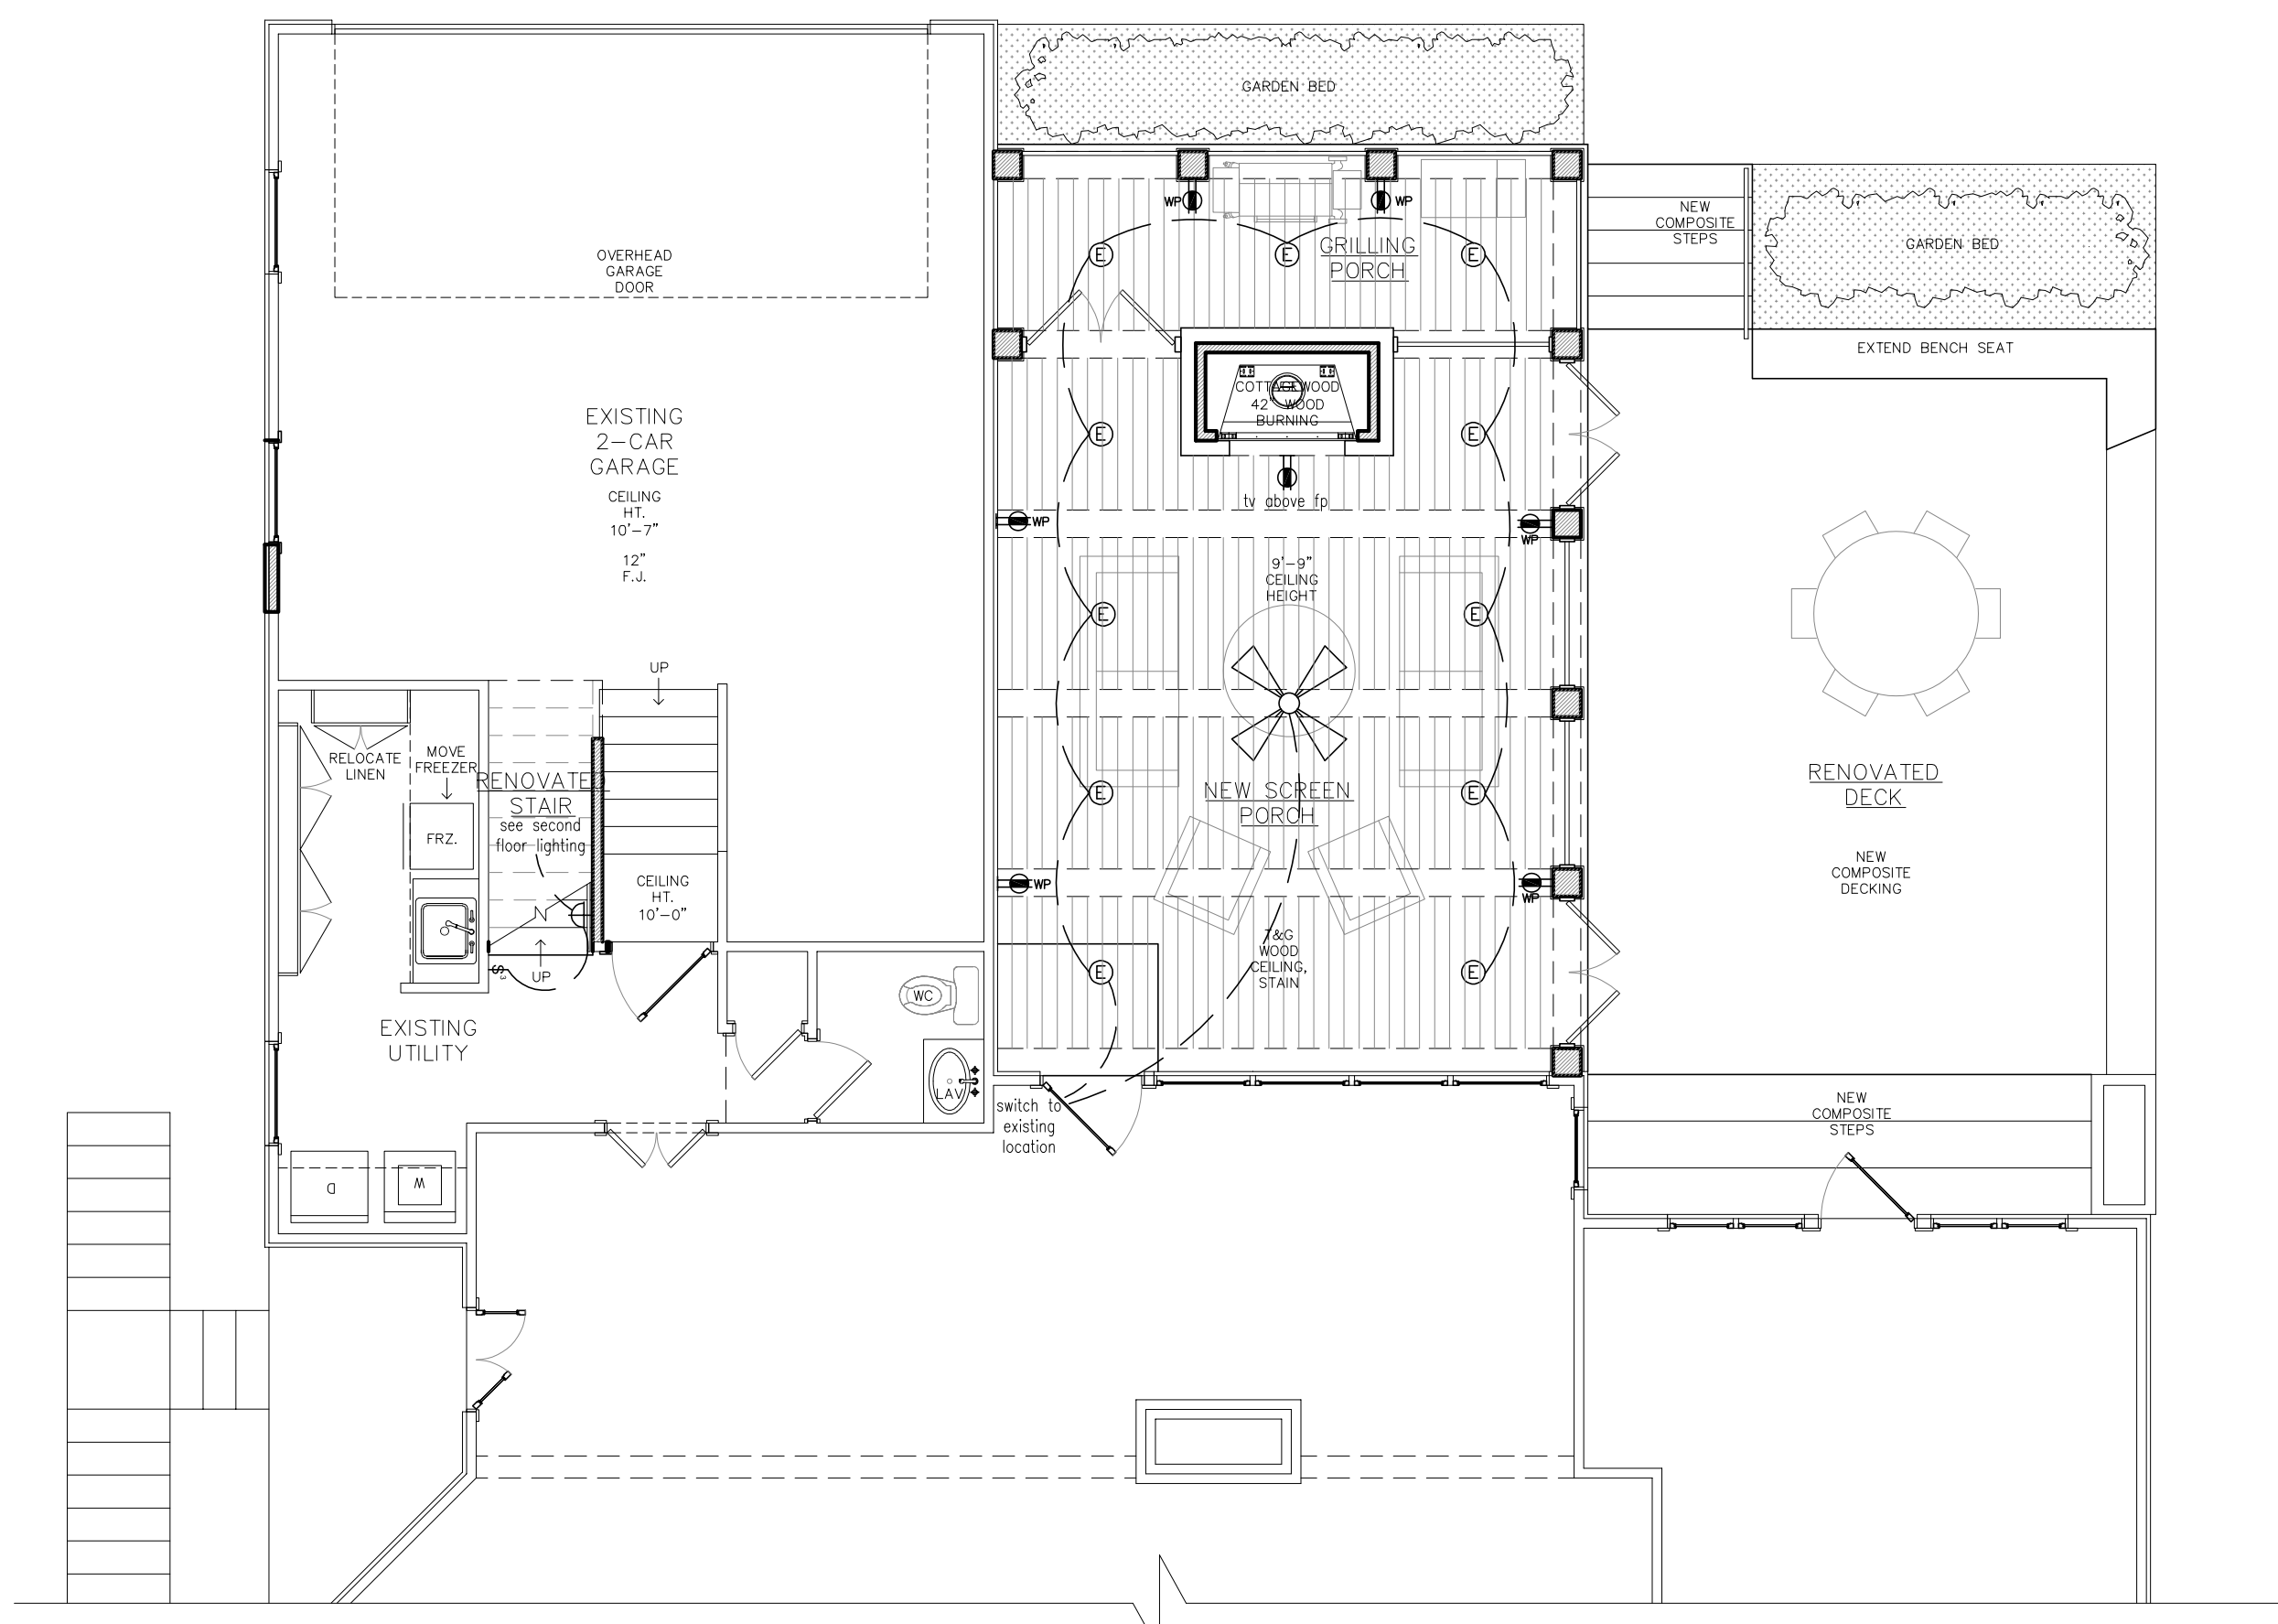 GARDEN BED
WP
WP
NEW
COMPOSITE
STEPS
GARDEN BED
GRILLING
PORCH
E
E
E
OVERHEAD
GARAGE
DOOR
EXTEND BENCH SEAT
COTTAGEWOOD
42" WOOD
BURNING
EXISTING
2-CAR
GARAGE
E
E
CEILING
HT.
10'-7"
12"
F.J.
tv above fp
WP
WP
9'-9"
CEILING
HEIGHT
E
E
UP
RELOCATE
LINEN
MOVE
FREEZER
FRZ.
RENOVATED
STAIR
see second
floor lighting
NEW SCREEN
PORCH
E
E
RENOVATED
DECK
NEW
COMPOSITE
DECKING
CEILING
HT.
10'-0"
WP
WP
T&G
WOOD
CEILING,
STAIN
E
E
S3
UP
WC
EXISTING
UTILITY
LAV
switch to
existing
location
NEW
COMPOSITE
STEPS
D
W